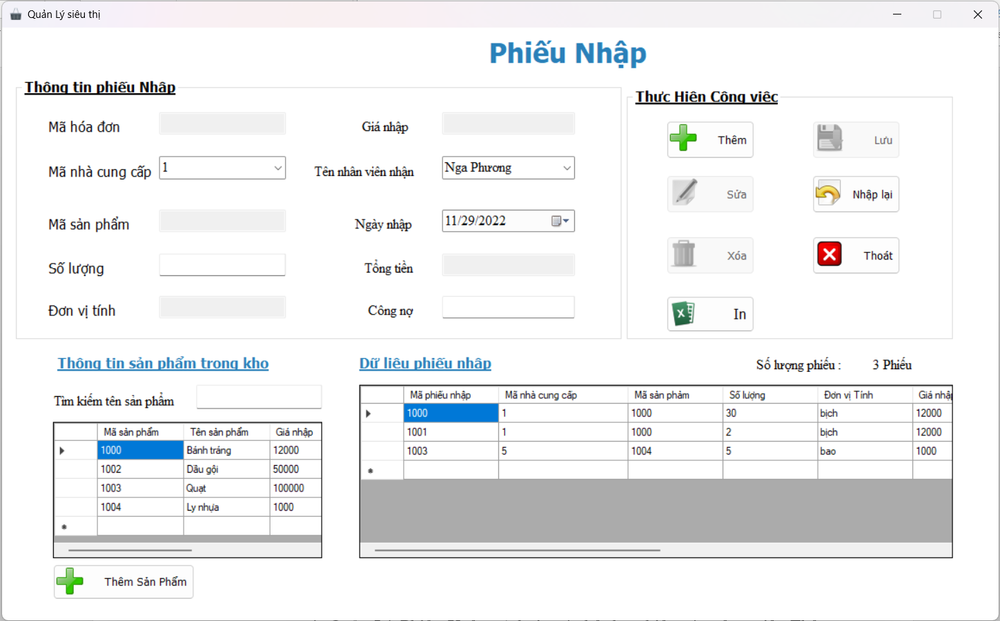 Quản Lý siêu thị
Phiếu Nhập
Thông tin phiếu Nhập
Mã hóa đơn
Giá nhập
Mã nhà cung cấp
1
Tên nhân viên nhận
Nga Phương
Mã sản phẩm
Ngày nhập
11/29/2022
Số lượng
Tổng tiền
Đơn vị tính
Công nợ
Thực Hiện Công việc
Thêm
Lưu
Sửa
Nhập lại
Xóa
Thoát
In
Thông tin sản phẩm trong kho
Tìm kiếm tên sản phẩm
Mã sản phẩm Tên sản phẩm Giá nhập
1000 Bánh tráng 12000
1002 Dầu gội 50000
1003 Quạt 100000
1004 Ly nhựa 1000
Thêm Sản Phẩm
Dữ liệu phiếu nhập
Số lượng phiếu : 3 Phiếu
Mã phiếu nhập Mã nhà cung cấp Mã sản phảm Số lượng Đơn vị Tính Giá nhập
1000 1 1000 30 bịch 12000
1001 1 1000 2 bịch 12000
1003 5 1004 5 bao 1000